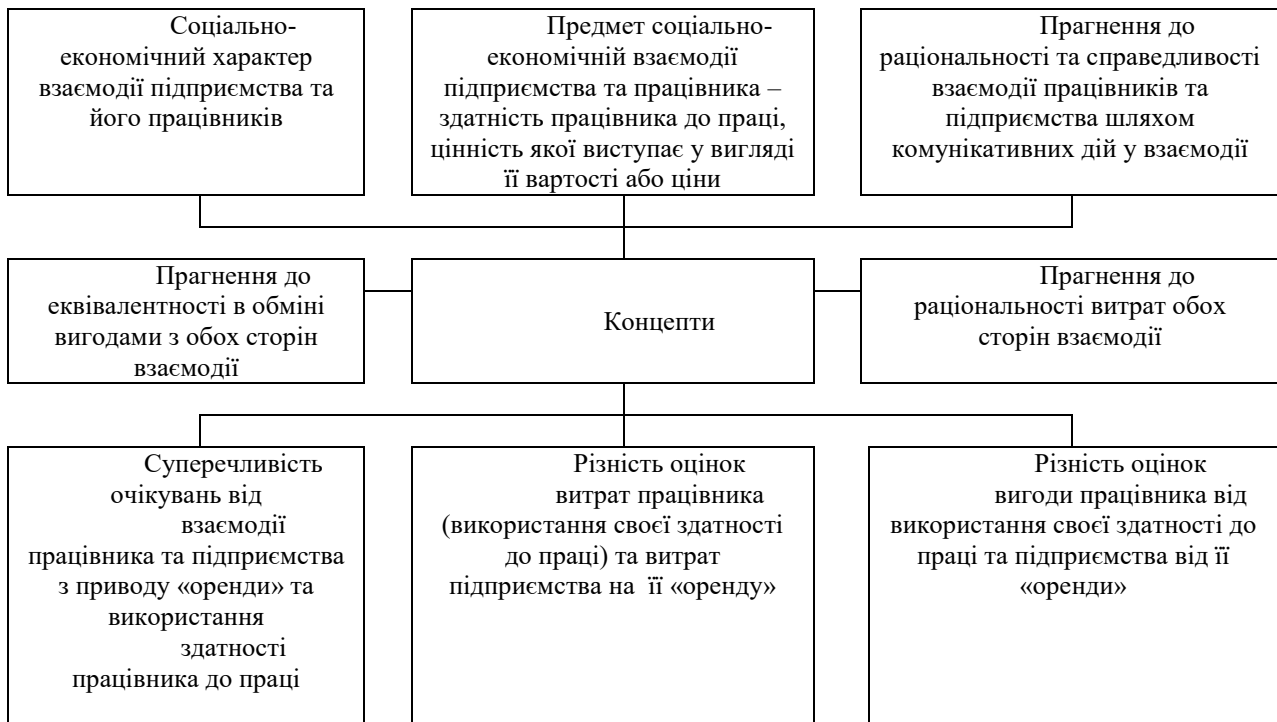 Соціально-
економічний характер
взаємодії підприємства та
його працівників
Предмет соціально-
економічній взаємодії
підприємства та працівника –
здатність працівника до праці,
цінність якої виступає у вигляді
її вартості або ціни
Прагнення до
раціональності та справедливості
взаємодії працівників та
підприємства шляхом
комунікативних дій у взаємодії
Прагнення до
еквівалентності в обміні
вигодами з обох сторін
взаємодії
Концепти
Прагнення до
раціональності витрат обох
сторін взаємодії
Суперечливість
очікувань від
взаємодії
працівника та підприємства
з приводу «оренди» та
використання
здатності
працівника до праці
Різність оцінок
витрат працівника
(використання своєї здатності
до праці) та витрат
підприємства на її «оренду»
Різність оцінок
вигоди працівника від
використання своєї здатності до
праці та підприємства від її
«оренди»